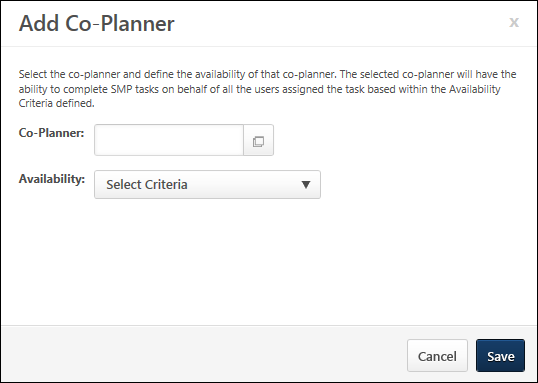 Add Co-Planner
x
Select the co-planner and define the availability of that co-planner. The selected co-planner will have the
ability to complete SMP tasks on behalf of all the users assigned the task based within the Availability
Criteria defined.
Co-Planner:
Availability: Select Criteria
Cancel Save